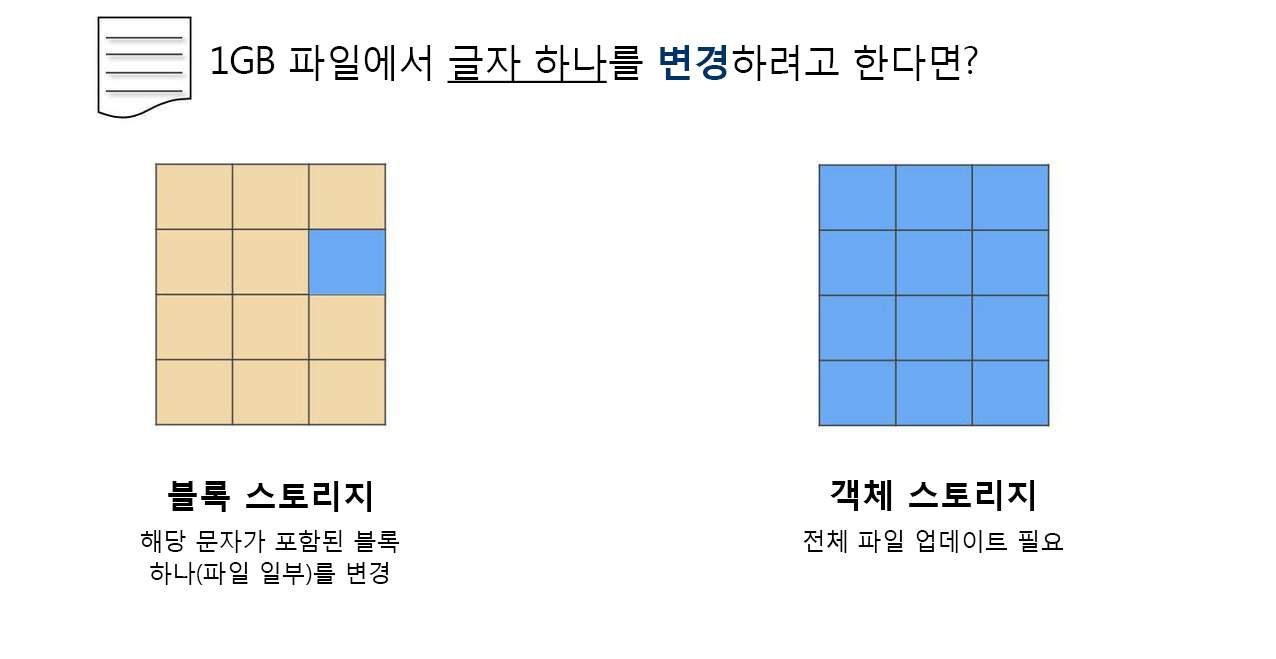 1GB 파일에서 글자 하나를 변경하려고 한다면?
블록 스토리지
해당 문자가 포함된 블록
하나(파일 일부)를 변경
객체 스토리지
전체 파일 업데이트 필요